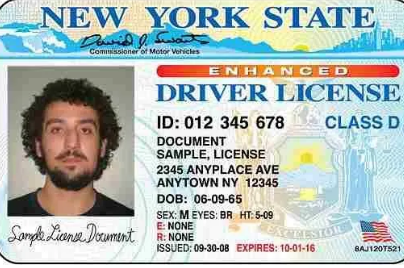 NEW YORK STATE
David J. Swarts
Commissioner of Motor Vehicles
ENHANCED
DRIVER LICENSE
ID: 012 345 678 CLASS D
DOCUMENT
SAMPLE, LICENSE
2345 ANYPLACE AVE
ANYTOWN NY 12345
DOB: 06-09-65
SEX: M EYES: BR HT: 5-09
E: NONE
R: NONE
ISSUED: 09-30-08 EXPIRES: 10-01-16
Sample License Document
EXCELSIOR
8AJ120T521